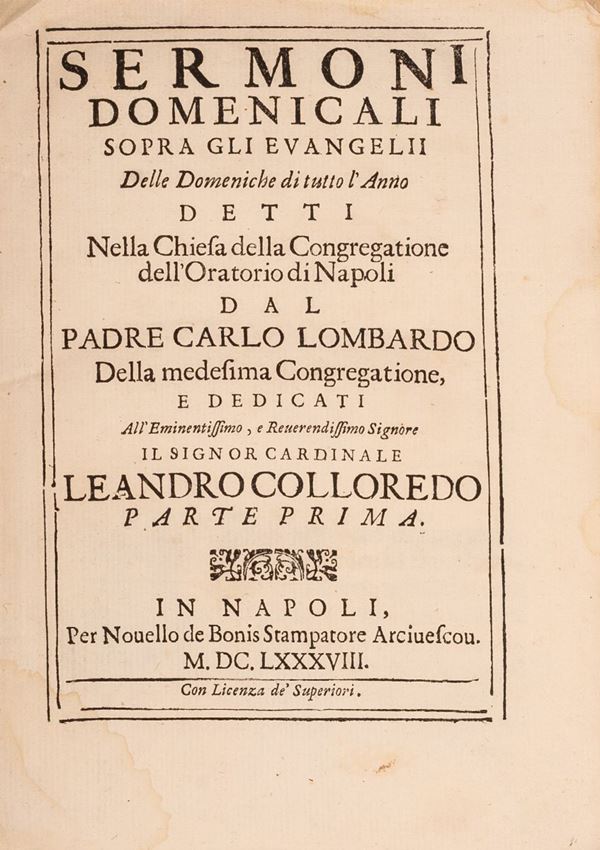 SERMONI
DOMENICALI
SOPRA GLI EVANGELII
Delle Domeniche di tutto l'Anno
DETTI
Nella Chieſa della Congregatione
dell'Oratorio di Napoli
DAL
PADRE CARLO LOMBARDO
Della medeſima Congregatione,
E DEDICATI
All'Eminentiſſimo, e Reuerendiſſimo Signore
IL SIGNOR CARDINALE
LEANDRO COLLOREDO
PARTE PRIMA.
IN NAPOLI,
Per Nouello de Bonis Stampatore Arciueſcou.
M. DC. LXXXVIII.
Con Licenza de' Superiori.